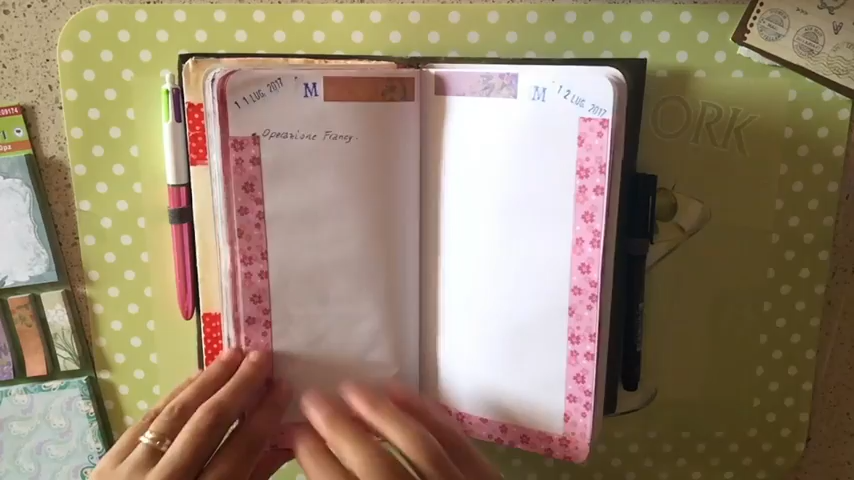 11 LUG. 2017
M
M
12 LUG. 2017
Operazione Francy.
ORK